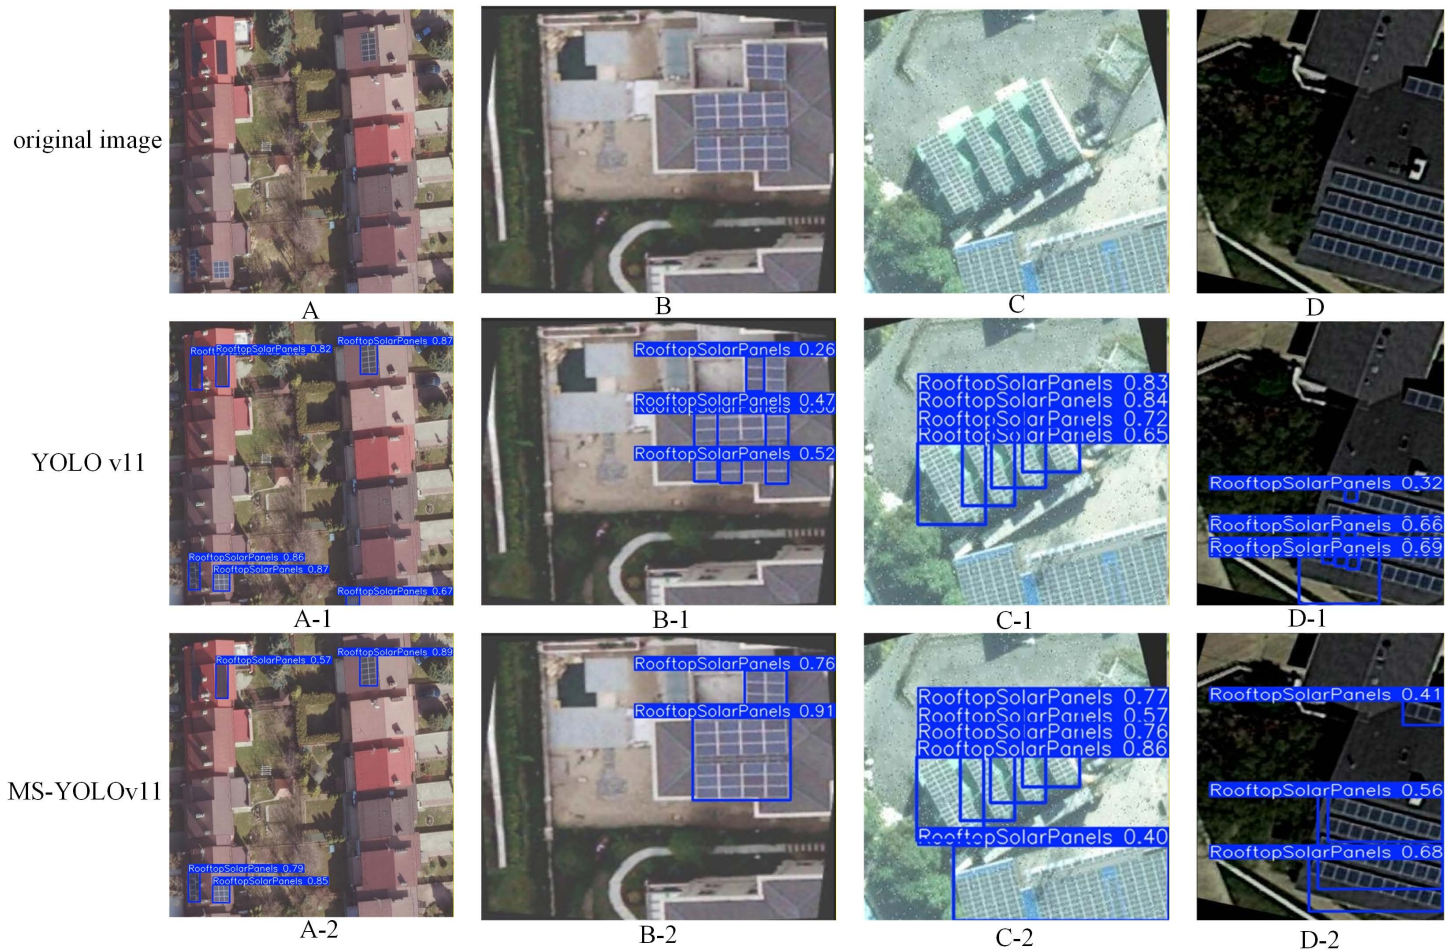 original image
A
B
C
D
YOLO v11
Rooft
RooftopSolarPanels 0.82
RooftopSolarPanels 0.87
RooftopSolarPanels 0.86
RooftopSolarPanels 0.87
RooftopSolarPanels 0.67
RooftopSolarPanels 0.26
RooftopSolarPanels 0.47
RooftopSolarPanels 0.52
RooftopSolarPanels 0.83
RooftopSolarPanels 0.84
RooftopSolarPanels 0.72
RooftopSolarPanels 0.65
RooftopSolarPanels 0.32
RooftopSolarPanels 0.66
RooftopSolarPanels 0.69
A-1
B-1
C-1
D-1
MS-YOLOv11
RooftopSolarPanels 0.57
RooftopSolarPanels 0.89
RooftopSolarPanels 0.79
RooftopSolarPanels 0.85
RooftopSolarPanels 0.76
RooftopSolarPanels 0.91
RooftopSolarPanels 0.77
RooftopSolarPanels 0.57
RooftopSolarPanels 0.76
RooftopSolarPanels 0.86
RooftopSolarPanels 0.40
RooftopSolarPanels 0.41
RooftopSolarPanels 0.56
RooftopSolarPanels 0.68
A-2
B-2
C-2
D-2